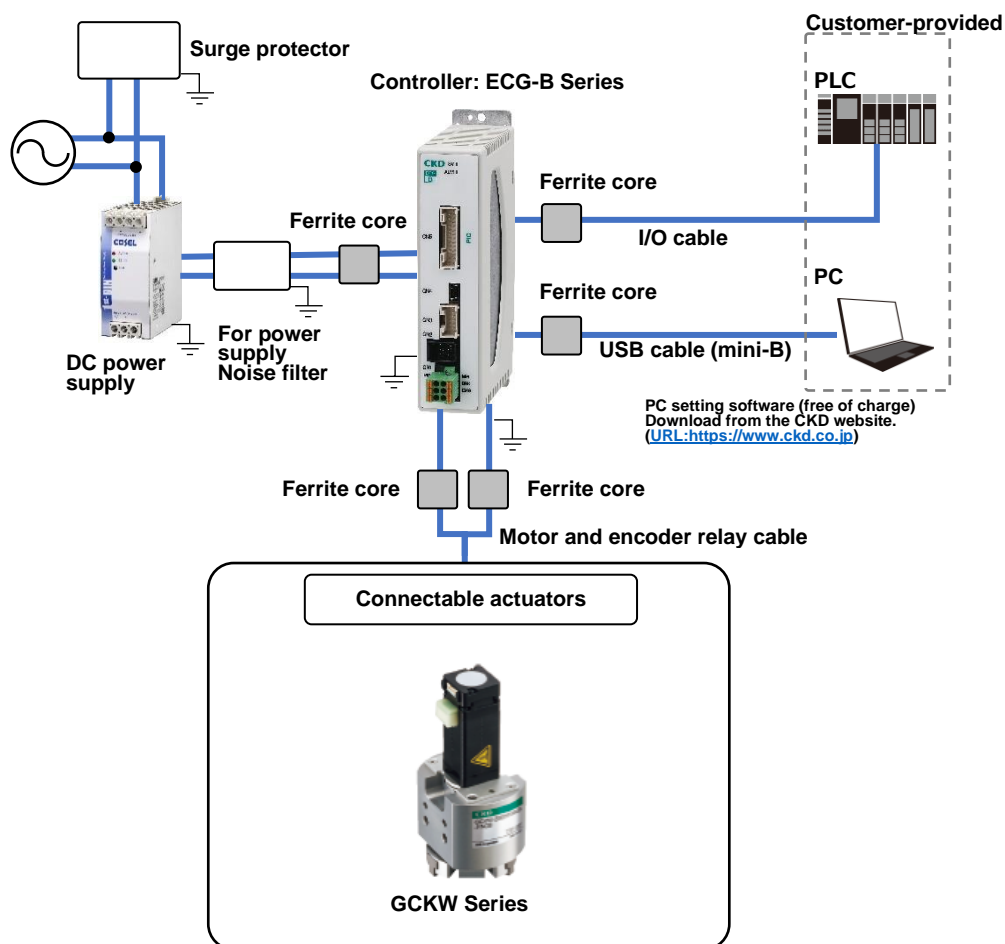 Customer-provided
Surge protector
PLC
Controller: ECG-B Series
CKD
Ferrite core
Ferrite core
I/O cable
COSEL
PIO
Ferrite core
PC
For power
supply
Noise filter
USB cable (mini-B)
DC power
supply
PC setting software (free of charge)
Download from the CKD website.
(URL:https://www.ckd.co.jp)
Ferrite core
Ferrite core
Motor and encoder relay cable
Connectable actuators
GCKW Series